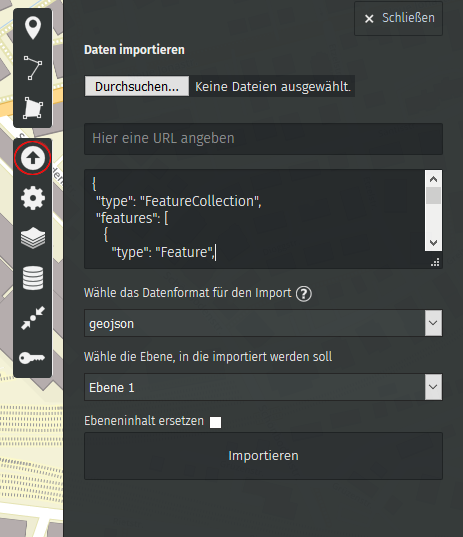 × Schließen
Daten importieren
Durchsuchen... Keine Dateien ausgewählt.
Hier eine URL angeben
{
"type": "FeatureCollection",
"features": [
{
"type": "Feature",
Wähle das Datenformat für den Import ?
geojson
Wähle die Ebene, in die importiert werden soll
Ebene 1
Ebeneninhalt ersetzen
Importieren